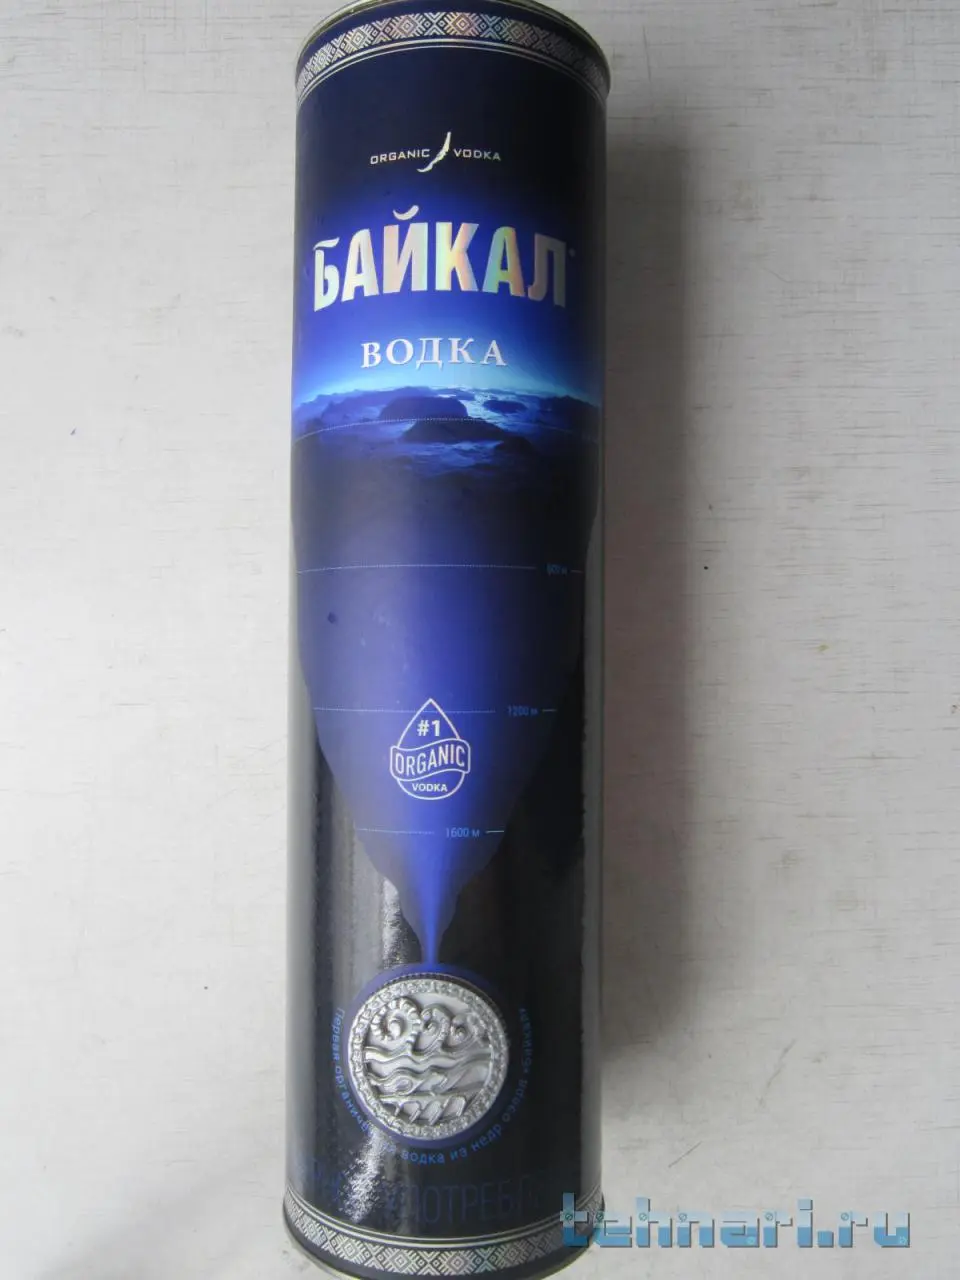 ORGANIC VODKA
БАЙКАЛ
ВОДКА
800 м
1200 м
#1
ORGANIC
VODKA
1600 м
Первая органическая водка из недр озера «Байкал»
tehnari.ru